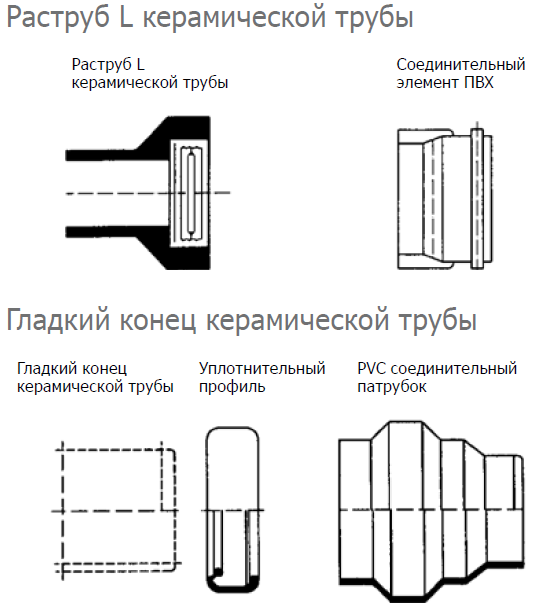 Раструб L керамической трубы
Раструб L
керамической трубы
Соединительный
элемент ПВХ
Гладкий конец керамической трубы
Гладкий конец
керамической трубы
Уплотнительный
профиль
PVC соединительный
патрубок